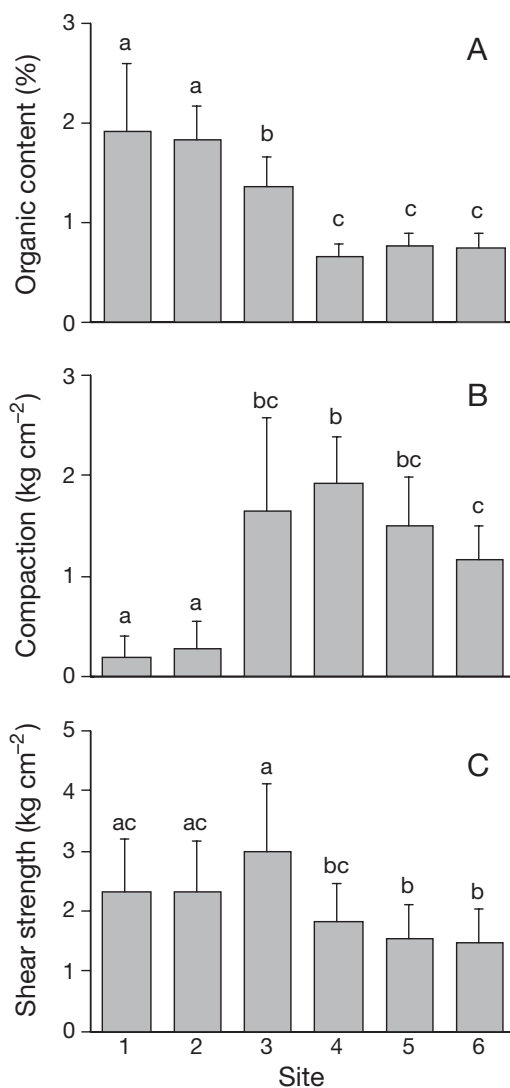 A
Organic content (%)
3
2
1
0
a
a
b
c
c
c
B
Compaction (kg cm⁻²)
3
2
1
0
a
a
bc
b
bc
c
C
Shear strength (kg cm⁻²)
5
4
3
2
1
0
ac
ac
a
bc
b
b
1 2 3 4 5 6
Site